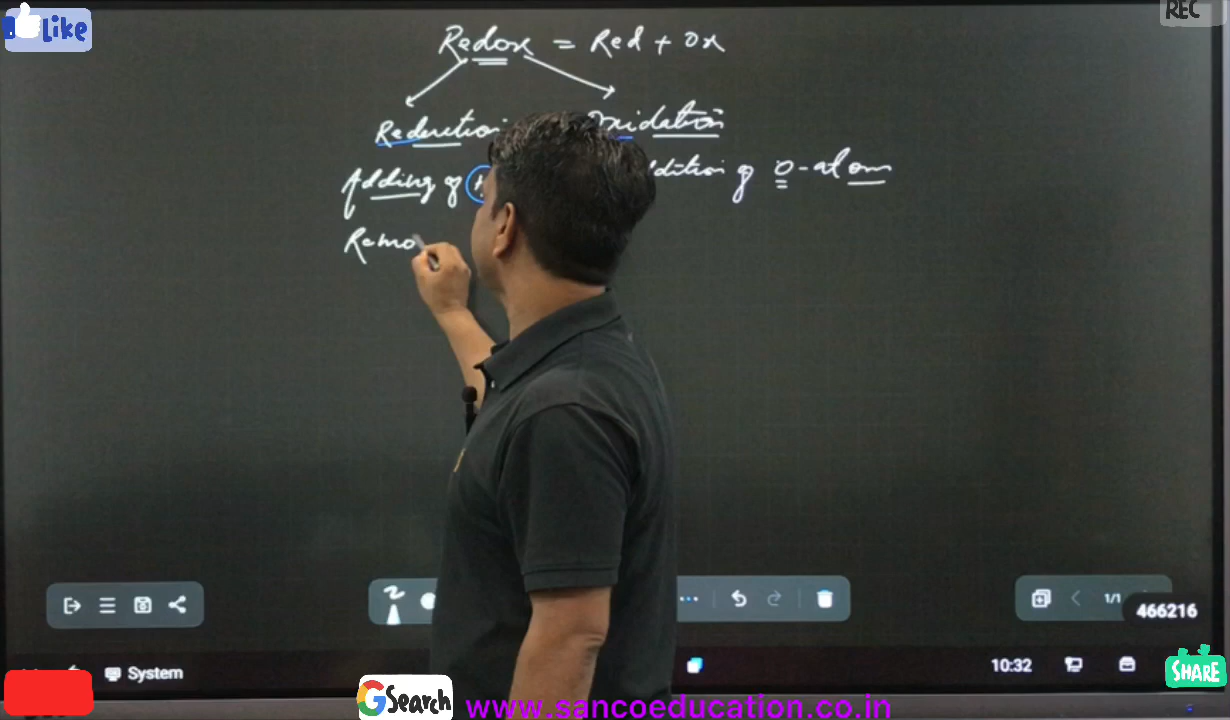 Like
REC
Redox = Red + Ox
Reduction Oxidation
Adding of
ddition of O-atom
Remo
1/1
466216
System
10:32
SHARE
G Search
www.sancoeducation.co.in